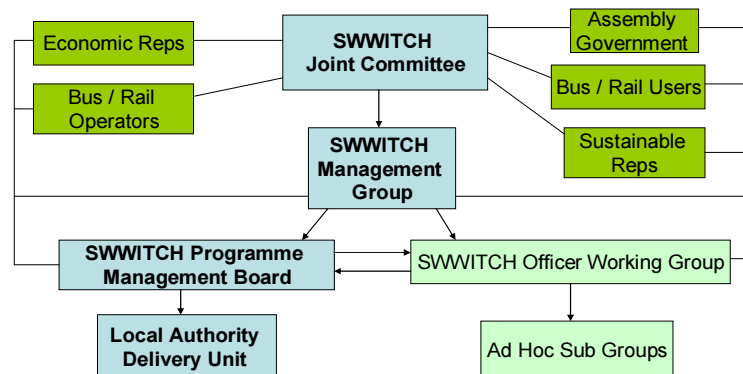 Economic Reps
SWWITCH
Joint Committee
Assembly
Government
Bus / Rail
Operators
Bus / Rail Users
SWWITCH
Management
Group
Sustainable
Reps
SWWITCH Programme
Management Board
SWWITCH Officer Working Group
Local Authority
Delivery Unit
Ad Hoc Sub Groups